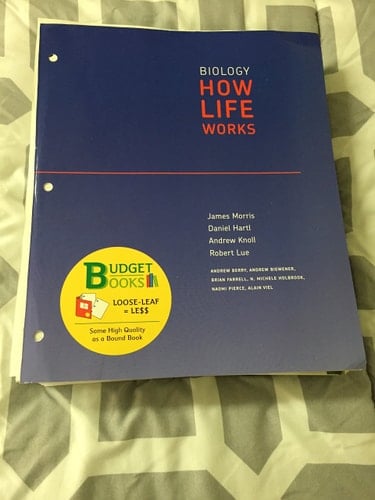 BIOLOGY
HOW
LIFE
WORKS
James Morris
Daniel Hartl
Andrew Knoll
Robert Lue
ANDREW BERRY, ANDREW BIEWENER,
BRIAN FARRELL, N. MICHELE HOLBROOK,
NAOMI PIERCE, ALAIN VIEL
BUDGET
BOOKS
LOOSE-LEAF
= LE$$
Same High Quality
as a Bound Book